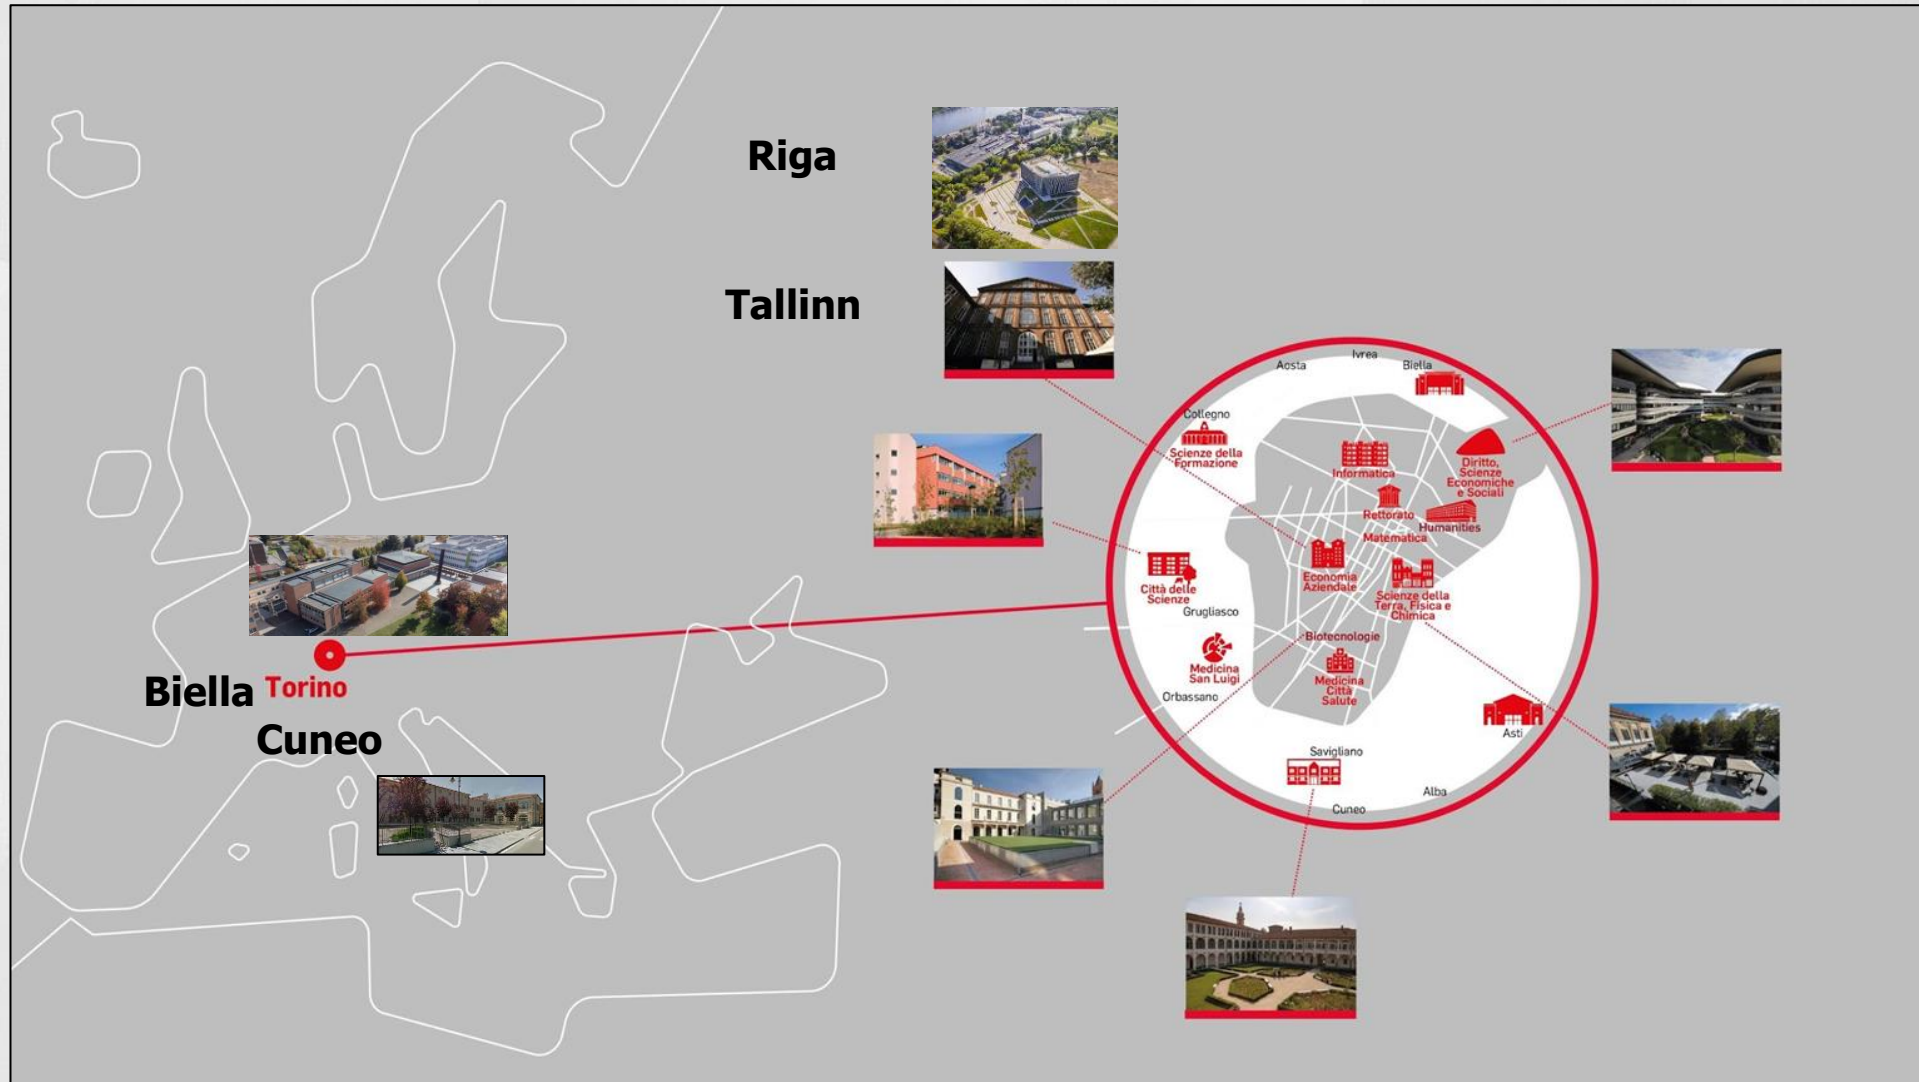 Riga
Tallinn
Biella
Torino
Cuneo
Ivrea
Aosta
Biella
Collegno
Scienze della
Formazione
Informatica
Diritto,
Scienze
Economiche
e Sociali
Rettorato
Humanities
Matematica
Economia
Aziendale
Città delle
Scienze
Scienze della
Terra, Fisica e
Chimica
Grugliasco
Biotecnologie
Medicina
San Luigi
Medicina
Città
Salute
Orbassano
Asti
Savigliano
Alba
Cuneo